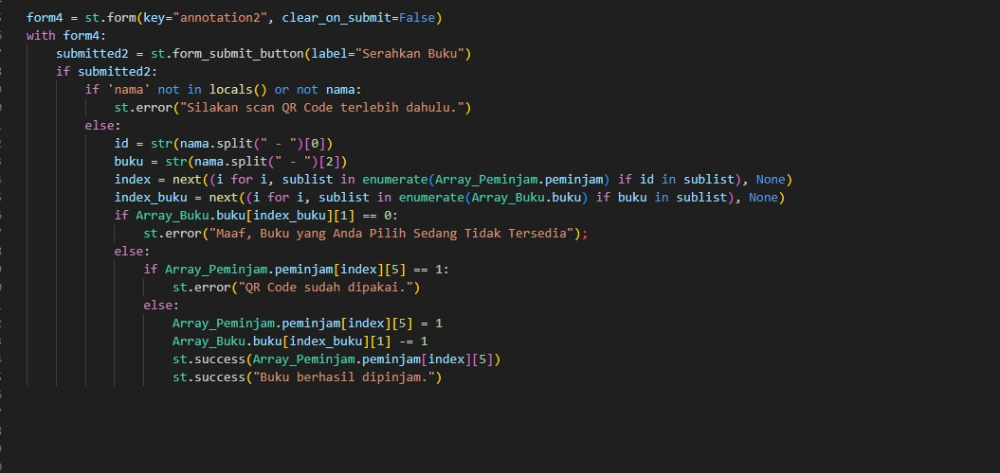 form4 = st.form(key="annotation2", clear_on_submit=False)
with form4:
    submitted2 = st.form_submit_button(label="Serahkan Buku")
    if submitted2:
        if 'nama' not in locals() or not nama:
            st.error("Silakan scan QR Code terlebih dahulu.")
        else:
            id = str(nama.split(" - ")[0])
            buku = str(nama.split(" - ")[2])
            index = next((i for i, sublist in enumerate(Array_Peminjam.peminjam) if id in sublist), None)
            index_buku = next((i for i, sublist in enumerate(Array_Buku.buku) if buku in sublist), None)
            if Array_Buku.buku[index_buku][1] == 0:
                st.error("Maaf, Buku yang Anda Pilih Sedang Tidak Tersedia");
            else:
                if Array_Peminjam.peminjam[index][5] == 1:
                    st.error("QR Code sudah dipakai.")
                else:
                    Array_Peminjam.peminjam[index][5] = 1
                    Array_Buku.buku[index_buku][1] -= 1
                    st.success(Array_Peminjam.peminjam[index][5])
                    st.success("Buku berhasil dipinjam.")